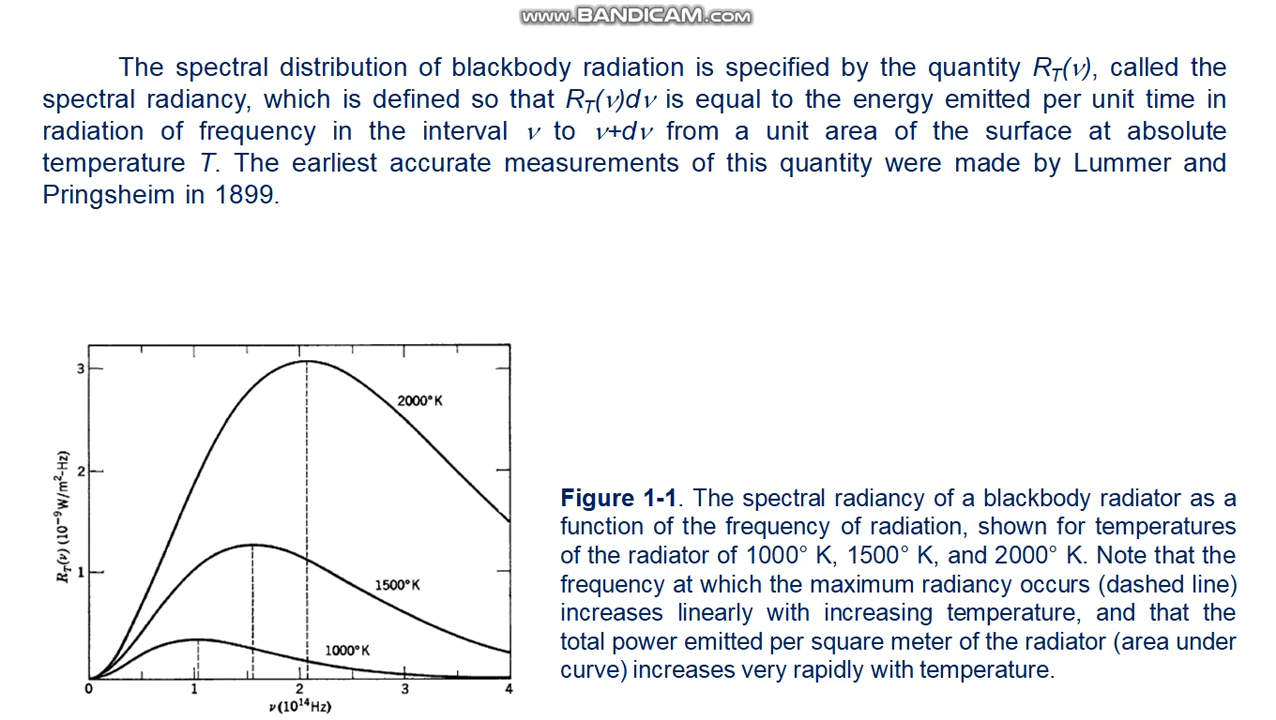 www.BANDICAM.com
The spectral distribution of blackbody radiation is specified by the quantity R_T(ν), called the
spectral radiancy, which is defined so that R_T(ν)dν is equal to the energy emitted per unit time in
radiation of frequency in the interval ν to ν+dν from a unit area of the surface at absolute
temperature T. The earliest accurate measurements of this quantity were made by Lummer and
Pringsheim in 1899.
3
2000°K
2
R_T(ν) (10⁻⁹W/m²-Hz)
1
1500°K
1000°K
0 1 2 3 4
ν(10¹⁴Hz)
Figure 1-1. The spectral radiancy of a blackbody radiator as a
function of the frequency of radiation, shown for temperatures
of the radiator of 1000° K, 1500° K, and 2000° K. Note that the
frequency at which the maximum radiancy occurs (dashed line)
increases linearly with increasing temperature, and that the
total power emitted per square meter of the radiator (area under
curve) increases very rapidly with temperature.